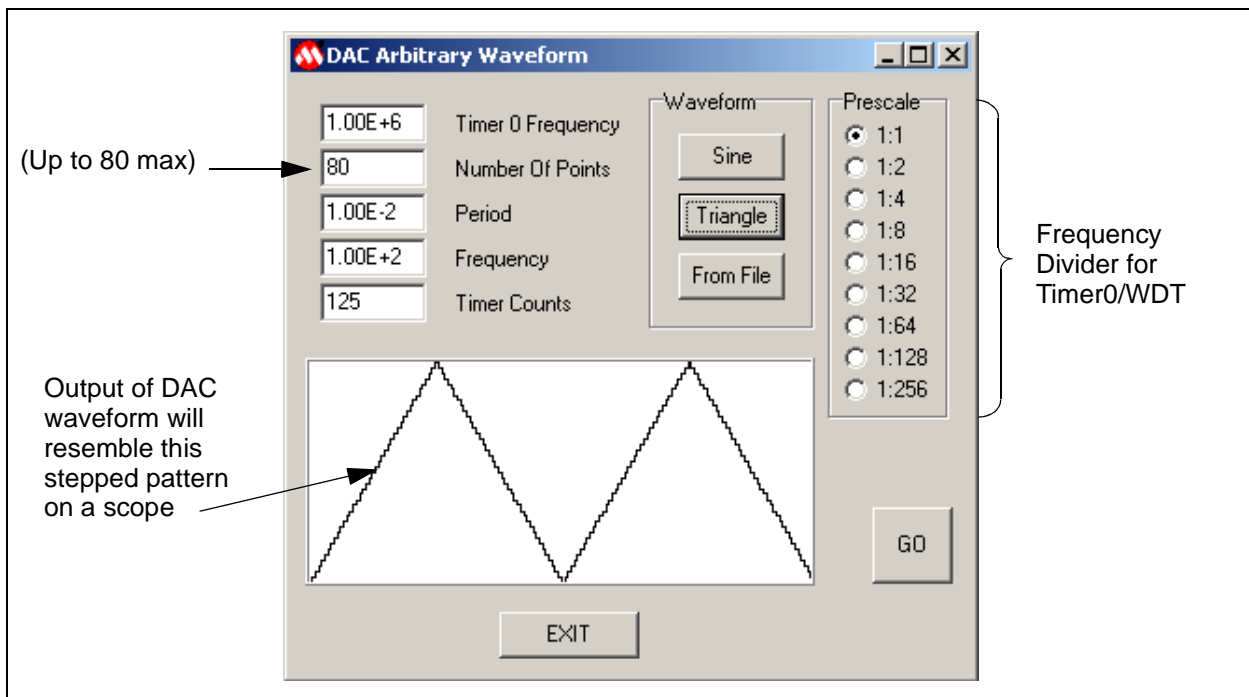 DAC Arbitrary Waveform
(Up to 80 max)
1.00E+6 Timer 0 Frequency
80 Number Of Points
1.00E-2 Period
1.00E+2 Frequency
125 Timer Counts
Waveform
Sine
Triangle
From File
Prescale
1:1
1:2
1:4
1:8
1:16
1:32
1:64
1:128
1:256
Frequency
Divider for
Timer0/WDT
Output of DAC
waveform will
resemble this
stepped pattern
on a scope
GO
EXIT